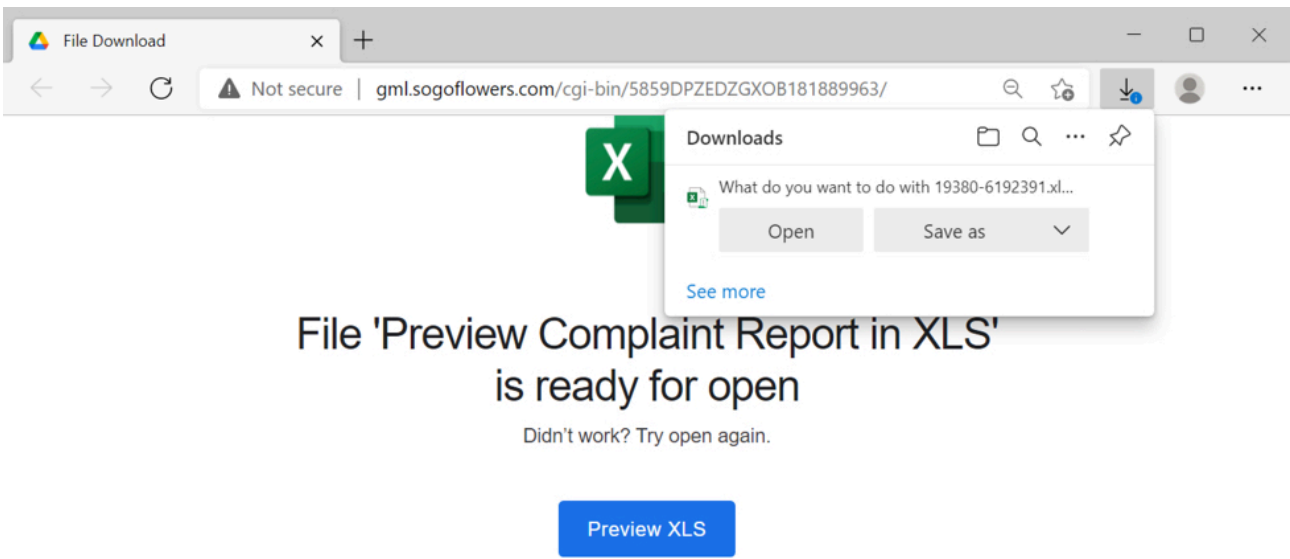 File Download
Not secure | gml.sogoflowers.com/cgi-bin/5859DPZEDZGXOB181889963/
X
Downloads
What do you want to do with 19380-6192391.xl...
Open
Save as
See more
File 'Preview Complaint Report in XLS'
is ready for open
Didn't work? Try open again.
Preview XLS